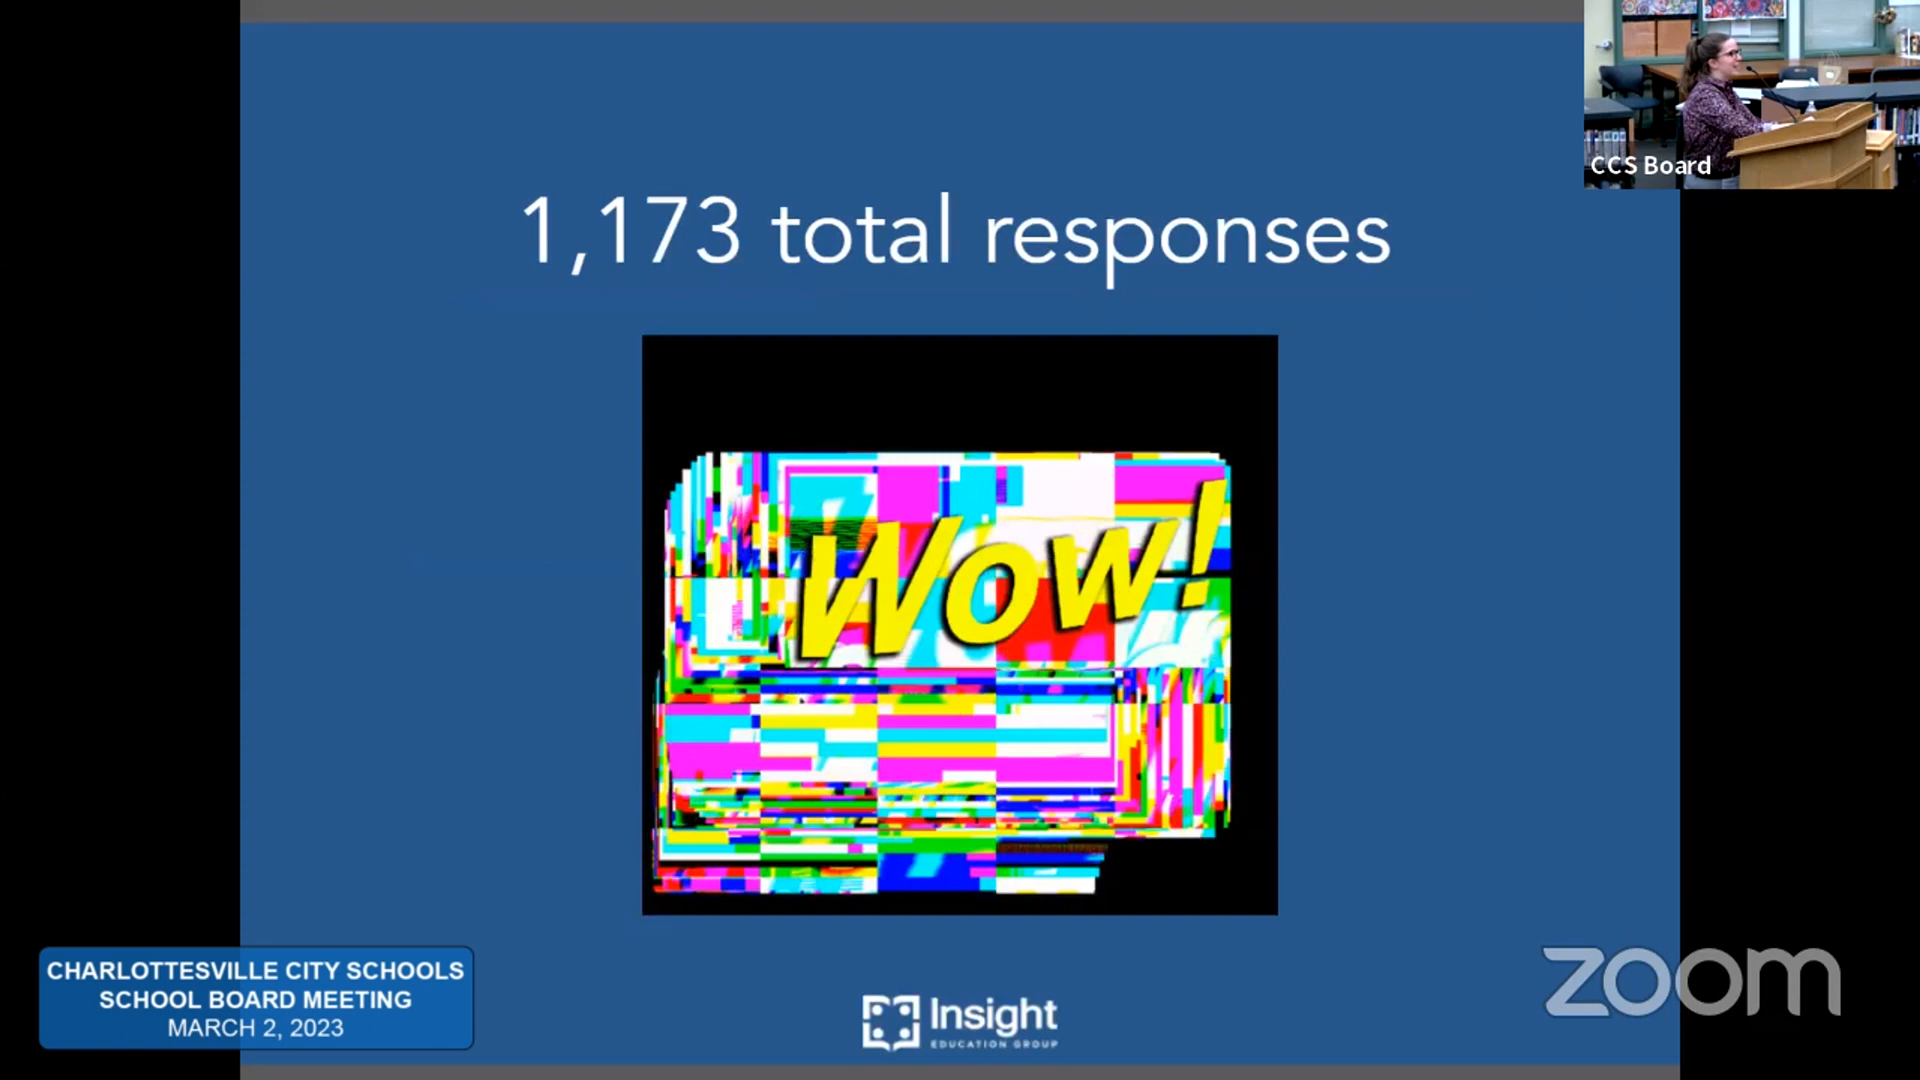 CCS Board
1,173 total responses
Wow!
CHARLOTTESVILLE CITY SCHOOLS
SCHOOL BOARD MEETING
MARCH 2, 2023
Insight
EDUCATION GROUP
zoom